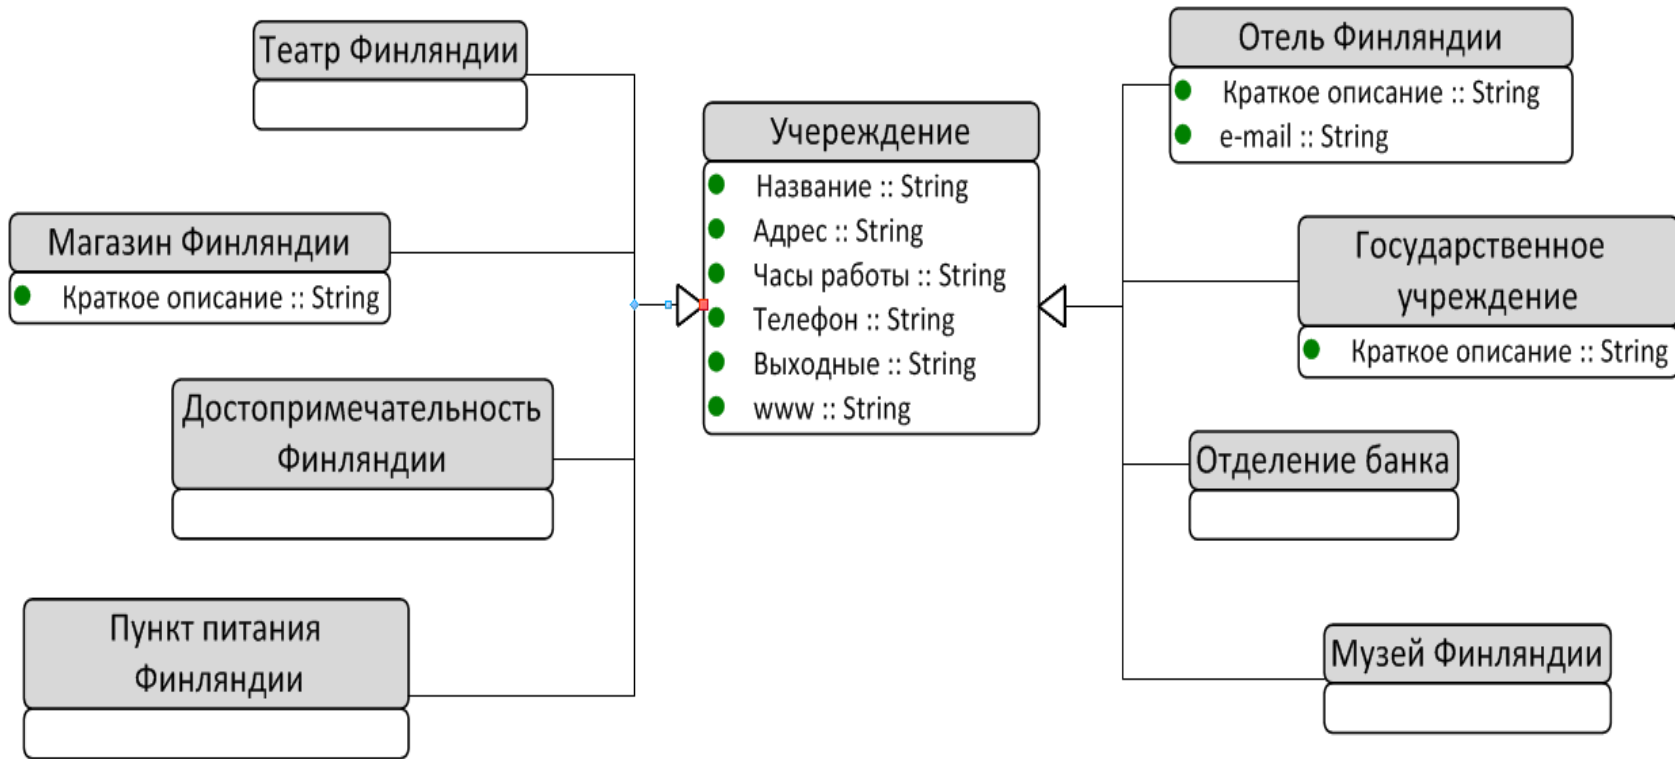 Театр Финляндии
Магазин Финляндии
Краткое описание :: String
Достопримечательность
Финляндии
Пункт питания
Финляндии
Учереждение
Название :: String
Адрес :: String
Часы работы :: String
Телефон :: String
Выходные :: String
www :: String
Отель Финляндии
Краткое описание :: String
e-mail :: String
Государственное
учреждение
Краткое описание :: String
Отделение банка
Музей Финляндии